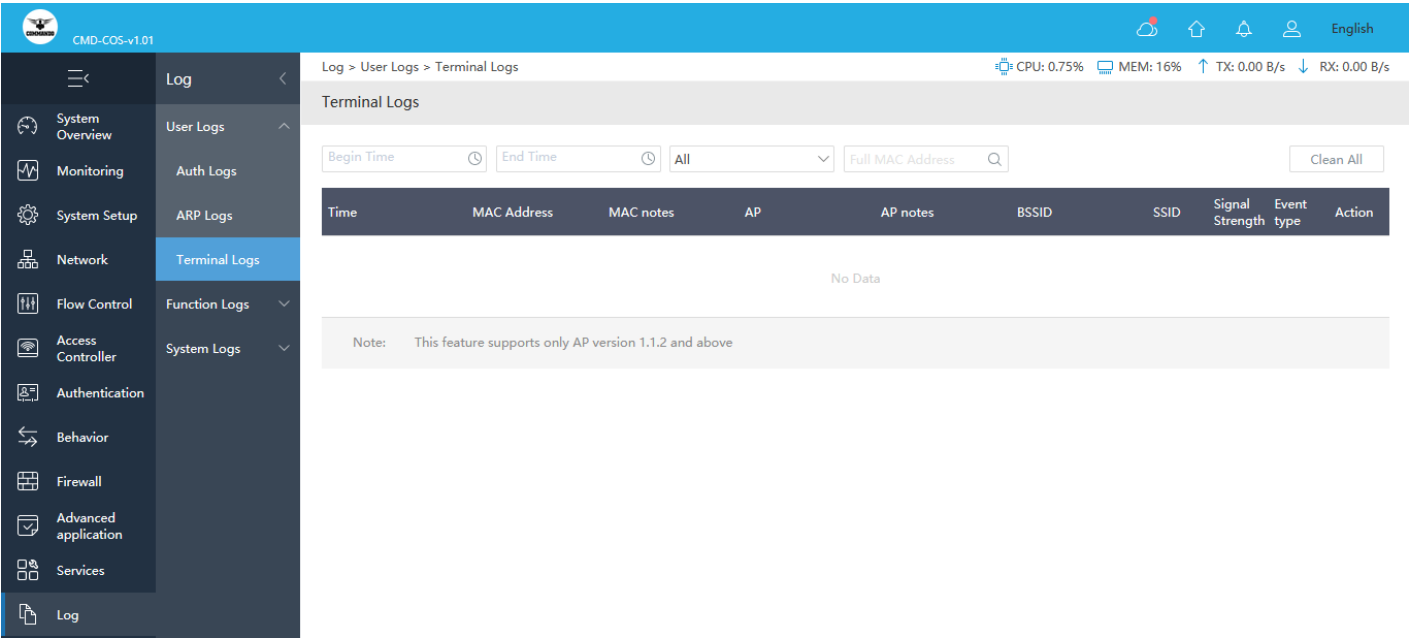 COMMANDO
CMD-COS-v1.01
English
Log
Log > User Logs > Terminal Logs
CPU: 0.75%
MEM: 16%
TX: 0.00 B/s
RX: 0.00 B/s
Terminal Logs
System
Overview
Monitoring
System Setup
Network
Flow Control
Access
Controller
Authentication
Behavior
Firewall
Advanced
application
Services
Log
User Logs
Auth Logs
ARP Logs
Terminal Logs
Function Logs
System Logs
Begin Time
End Time
All
Full MAC Address
Clean All
Time
MAC Address
MAC notes
AP
AP notes
BSSID
SSID
Signal
Strength
Event
type
Action
No Data
Note: This feature supports only AP version 1.1.2 and above